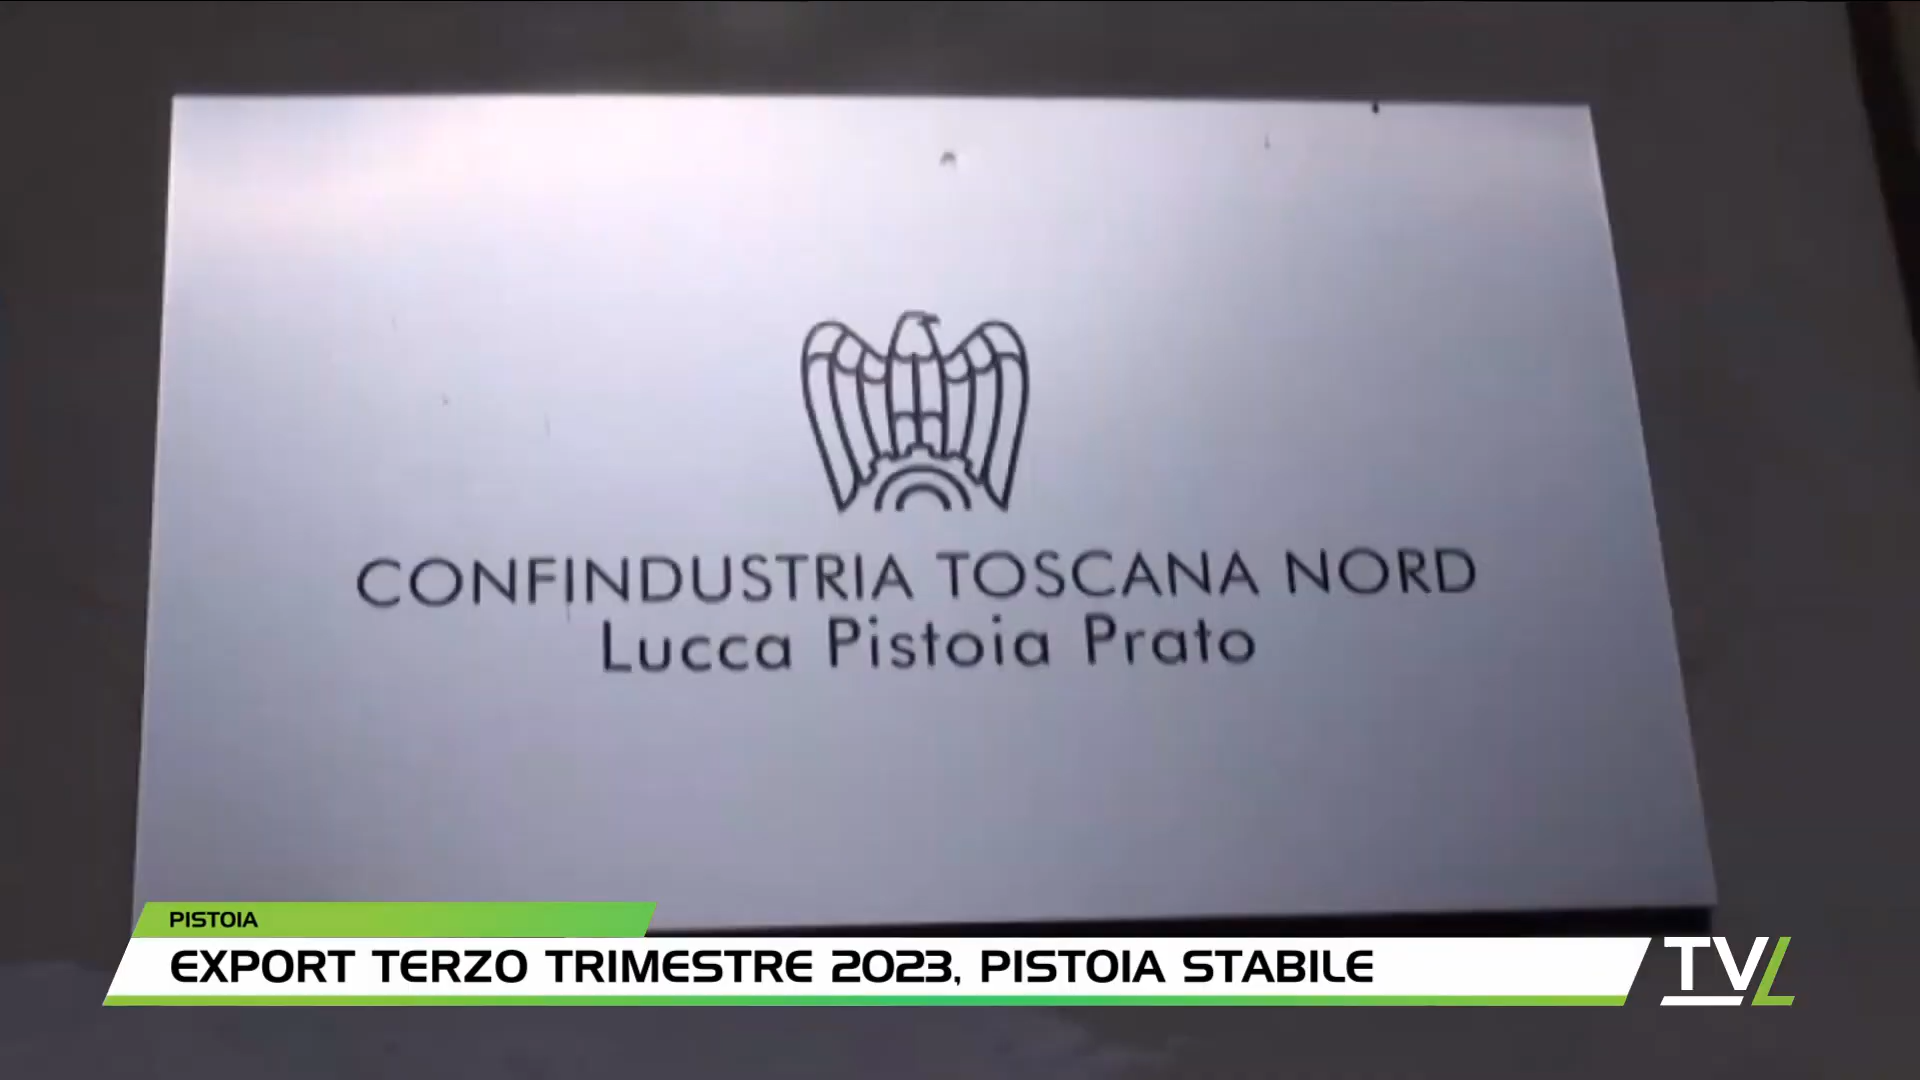 CONFINDUSTRIA TOSCANA NORD
Lucca Pistoia Prato
PISTOIA
EXPORT TERZO TRIMESTRE 2023, PISTOIA STABILE
TVL